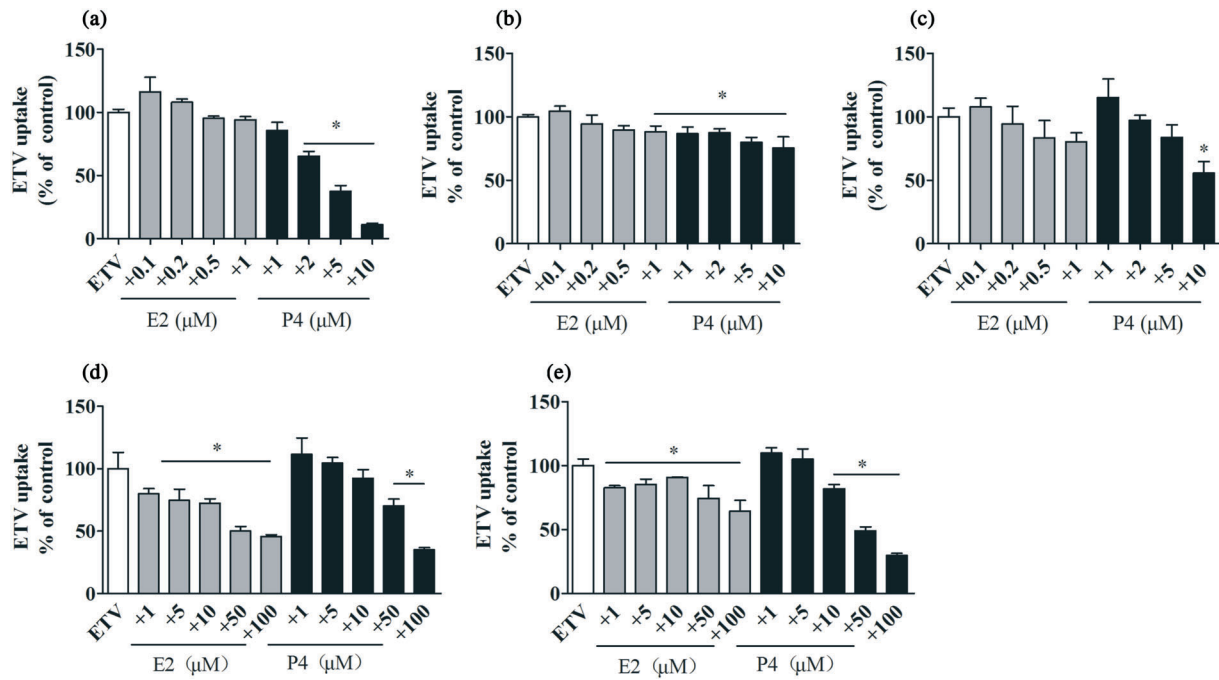 (a)
ETV uptake
(% of control)
150
100
50
0
*
ETV +0.1 +0.2 +0.5 +1 +1 +2 +5 +10
E2 (μM) P4 (μM)
(b)
ETV uptake
% of control
150
100
50
0
*
ETV +0.1 +0.2 +0.5 +1 +1 +2 +5 +10
E2 (μM) P4 (μM)
(c)
ETV uptake
(% of control)
150
100
50
0
*
ETV +0.1 +0.2 +0.5 +1 +1 +2 +5 +10
E2 (μM) P4 (μM)
(d)
ETV uptake
% of control
150
100
50
0
* *
ETV +1 +5 +10 +50 +100 +1 +5 +10 +50 +100
E2 (μM) P4 (μM)
(e)
ETV uptake
% of control
150
100
50
0
* *
ETV +1 +5 +10 +50 +100 +1 +5 +10 +50 +100
E2 (μM) P4 (μM)